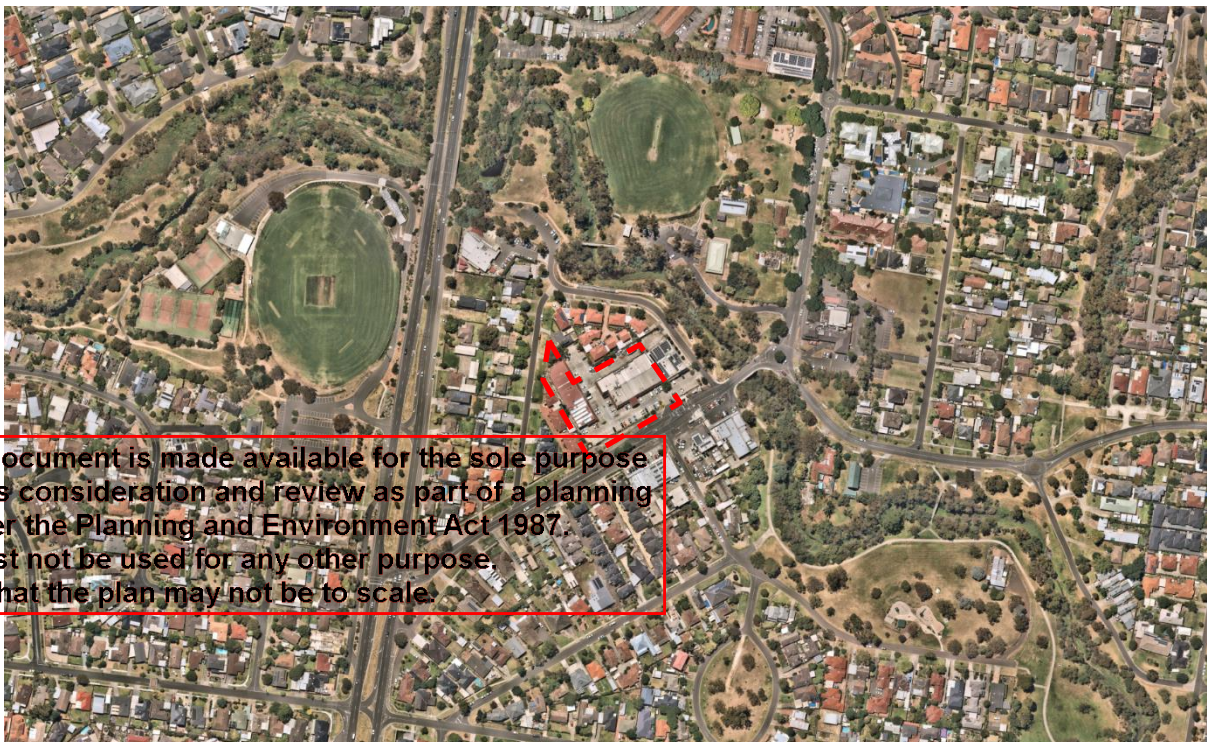 ocument is made available for the sole purpose
s consideration and review as part of a planning
er the Planning and Environment Act 1987.
st not be used for any other purpose.
hat the plan may not be to scale.